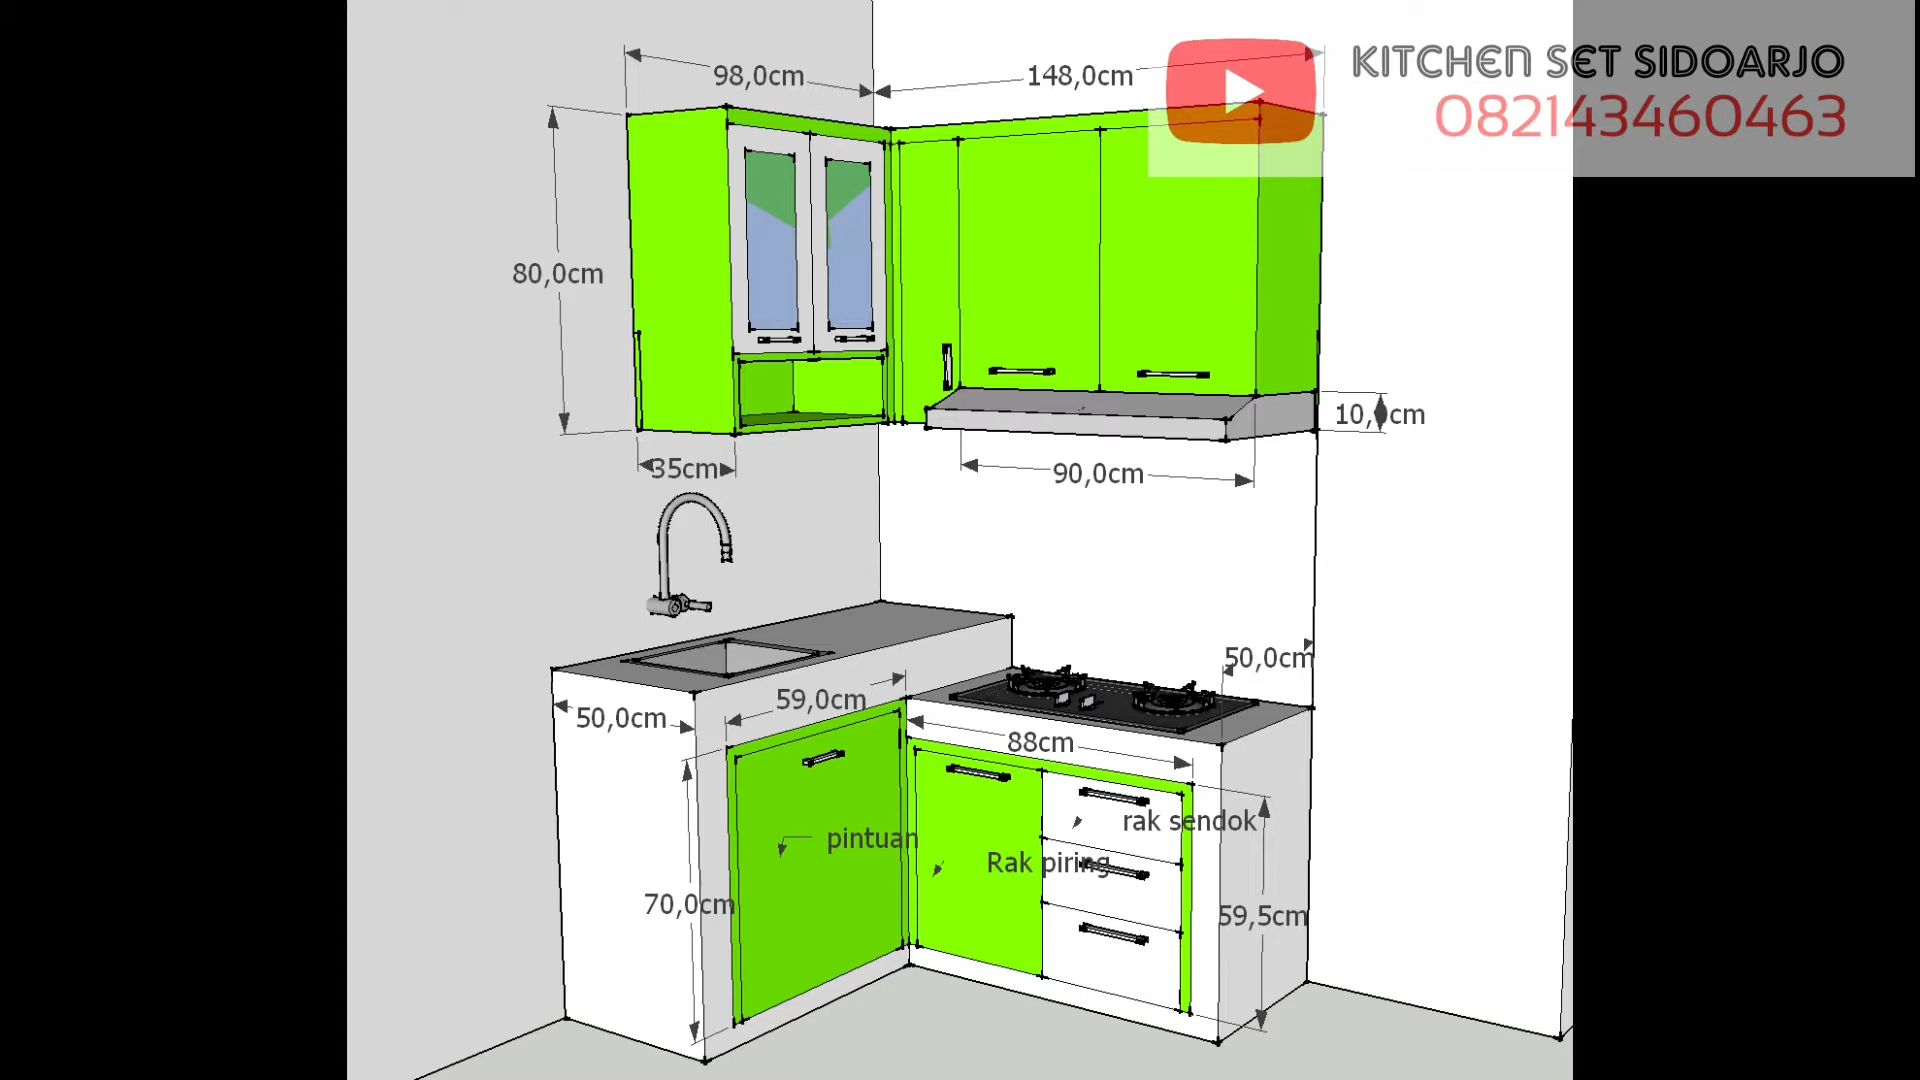 KITCHEN SET SIDOARJO
082143460463
98,0cm
148,0cm
80,0cm
10,0cm
35cm
90,0cm
50,0cm
59,0cm
50,0cm
88cm
rak sendok
pintuan
Rak piring
70,0cm
59,5cm